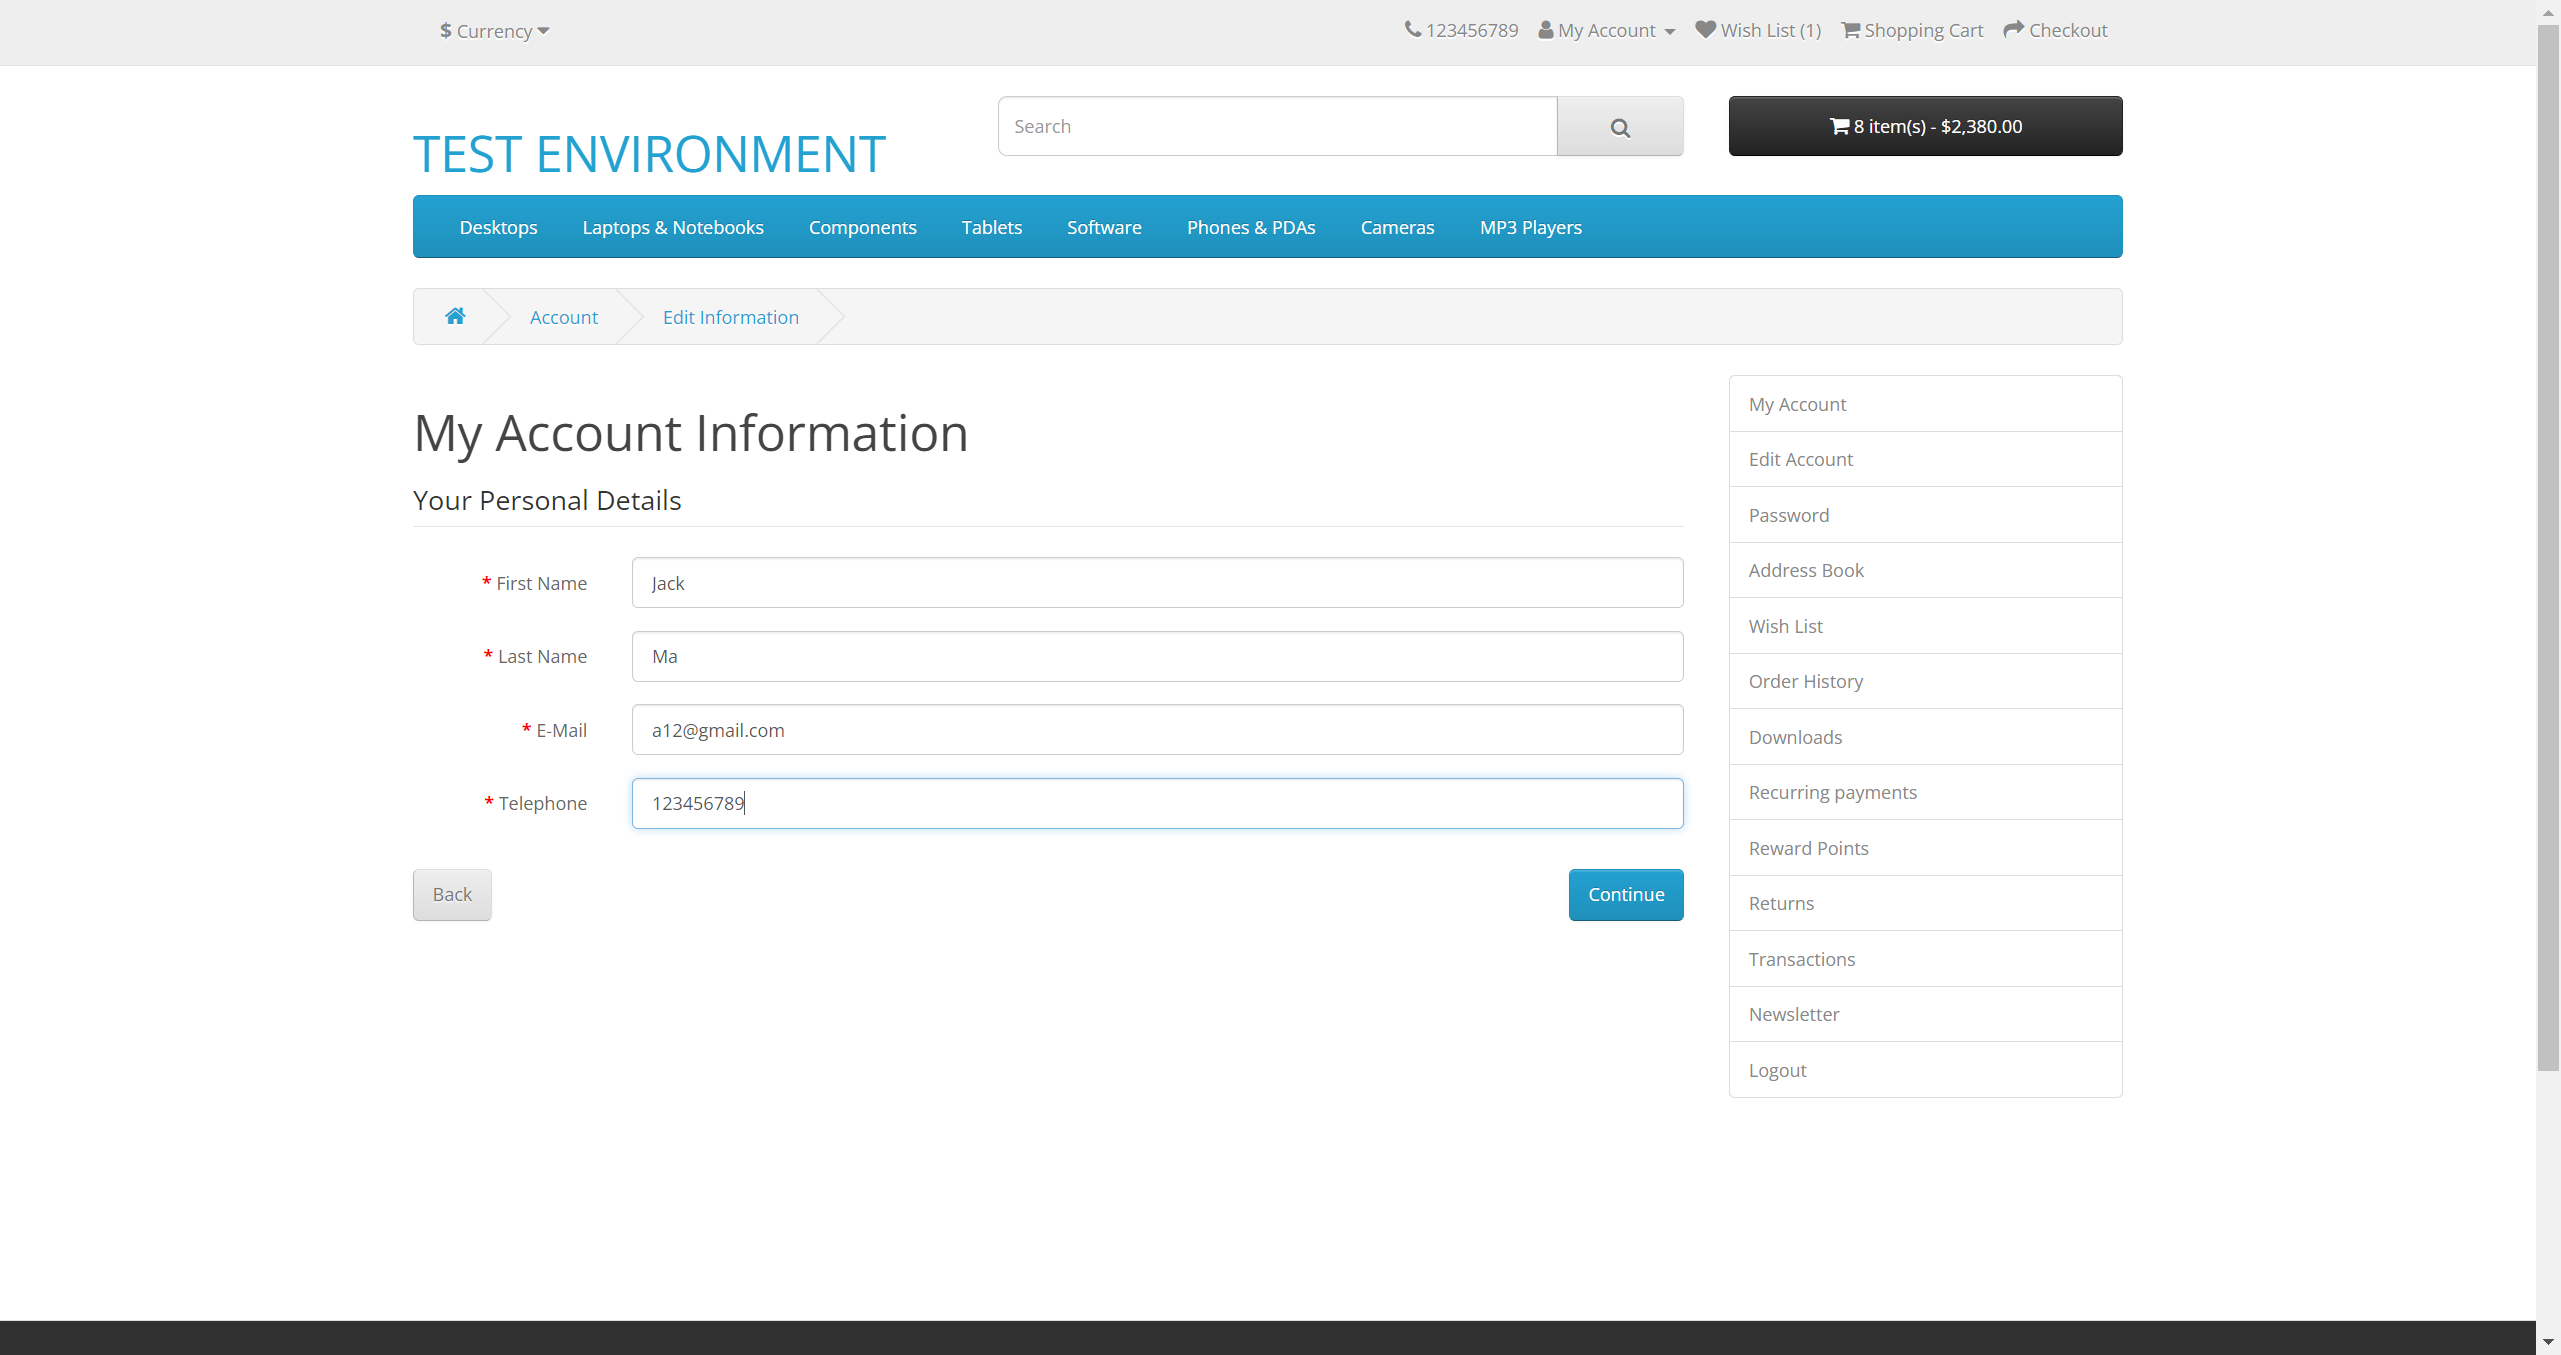 $ Currency
123456789 My Account Wish List (1) Shopping Cart Checkout
TEST ENVIRONMENT
Search
8 item(s) - $2,380.00
Desktops Laptops & Notebooks Components Tablets Software Phones & PDAs Cameras MP3 Players
Account Edit Information
My Account Information
Your Personal Details
* First Name Jack
* Last Name Ma
* E-Mail a12@gmail.com
* Telephone 123456789
Back Continue
My Account
Edit Account
Password
Address Book
Wish List
Order History
Downloads
Recurring payments
Reward Points
Returns
Transactions
Newsletter
Logout